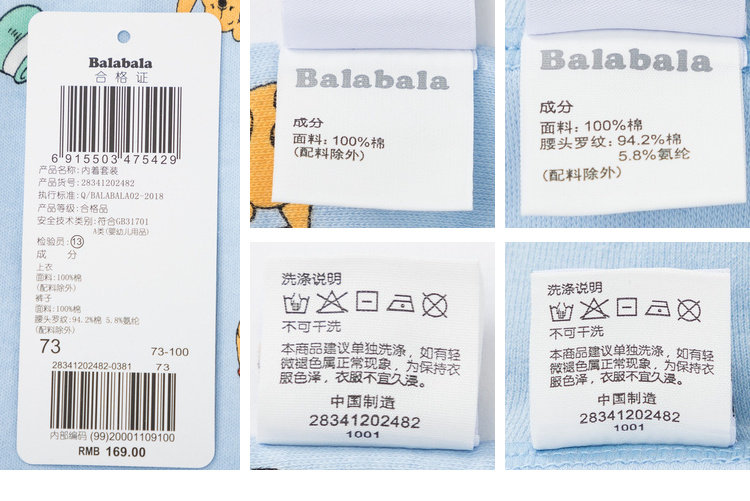 Balabala
合格证
6 915503 475429
产品名称:内着套装
产品货号:28341202482
执行标准:Q/BALABALA02-2018
产品等级:合格品
安全技术类别:符合GB31701
A类(婴幼儿用品)
检验员:⑬
成 分
上衣
面料:100%棉
(配料除外)
裤子
面料:100%棉
腰头罗纹:94.2%棉 5.8%氨纶
(配料除外)
73 73-100
28341202482-0381 73
内部编码 (99)20001109100
RMB 169.00
Balabala
成分
面料: 100%棉
(配料除外)
Balabala
成分
面料: 100%棉
腰头罗纹: 94.2%棉
5.8%氨纶
(配料除外)
洗涤说明
不可干洗
本商品建议单独洗涤，如有轻
微褪色属正常现象，为保持衣
服色泽，衣服不宜久浸。
中国制造
28341202482
1001
洗涤说明
不可干洗
本商品建议单独洗涤，如有轻
微褪色属正常现象，为保持衣
服色泽，衣服不宜久浸。
中国制造
28341202482
1001